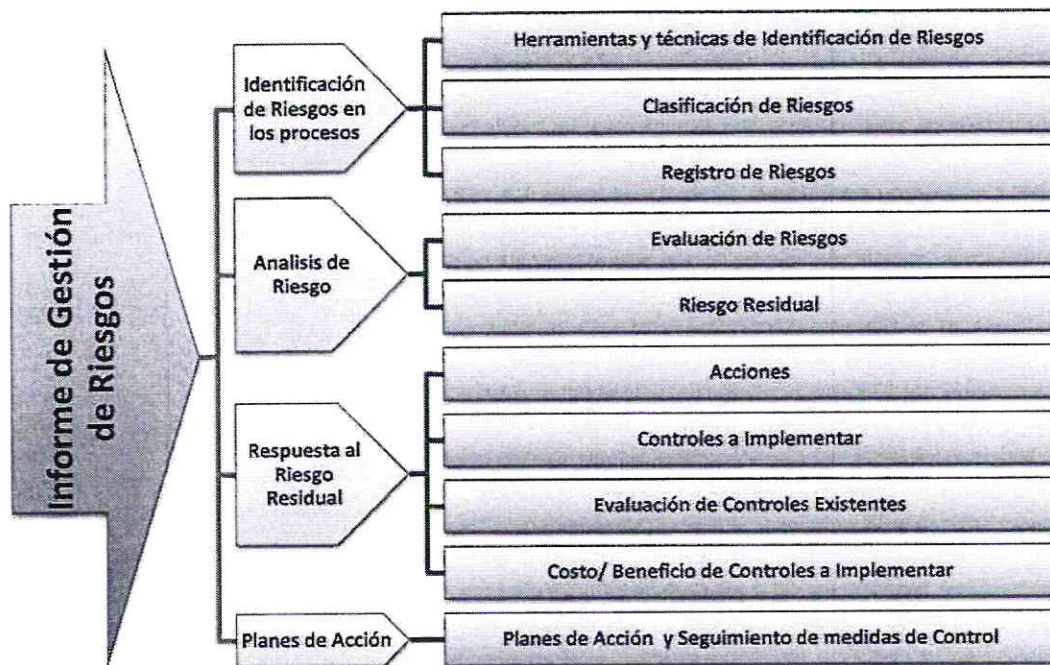 Informe de Gestión
de Riesgos
Identificación
de Riesgos en
los procesos
Herramientas y técnicas de Identificación de Riesgos
Clasificación de Riesgos
Registro de Riesgos
Analisis de
Riesgo
Evaluación de Riesgos
Riesgo Residual
Respuesta al
Riesgo
Residual
Acciones
Controles a Implementar
Evaluación de Controles Existentes
Costo/ Beneficio de Controles a Implementar
Planes de Acción
Planes de Acción y Seguimiento de medidas de Control